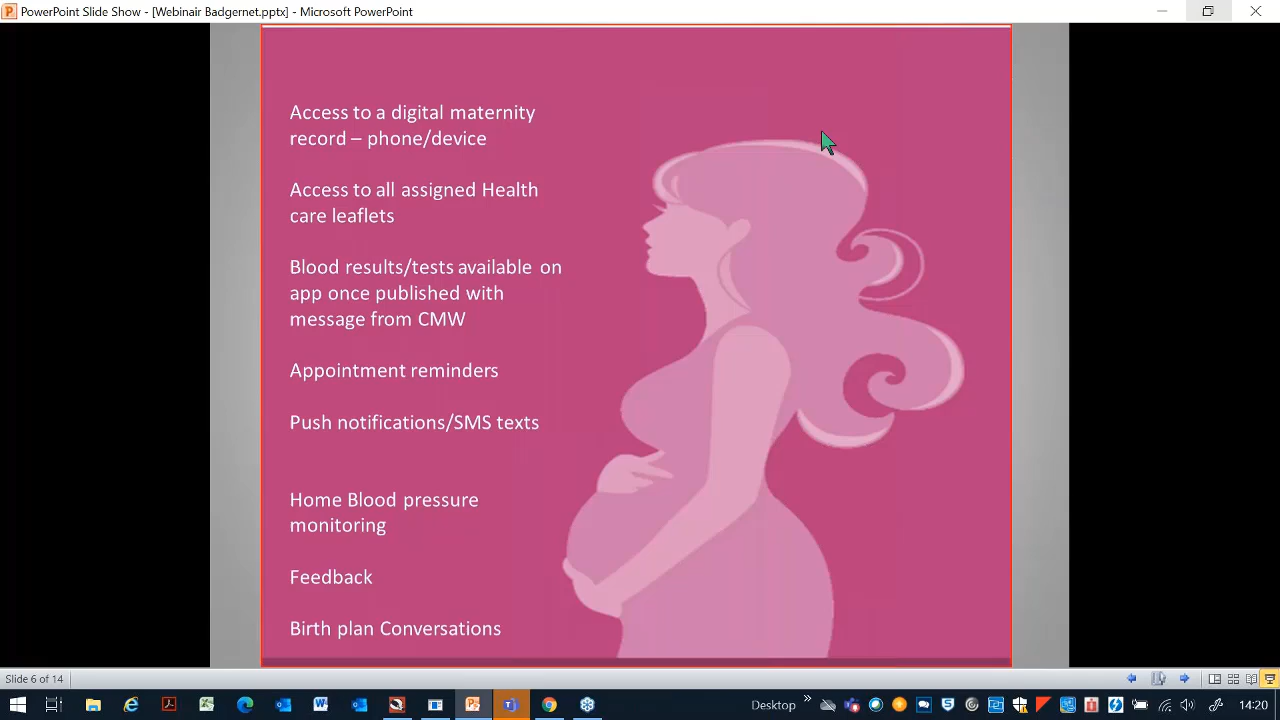 PowerPoint Slide Show - [Webinair Badgernet.pptx] - Microsoft PowerPoint
Access to a digital maternity
record – phone/device
Access to all assigned Health
care leaflets
Blood results/tests available on
app once published with
message from CMW
Appointment reminders
Push notifications/SMS texts
Home Blood pressure
monitoring
Feedback
Birth plan Conversations
Slide 6 of 14
Desktop
14:20